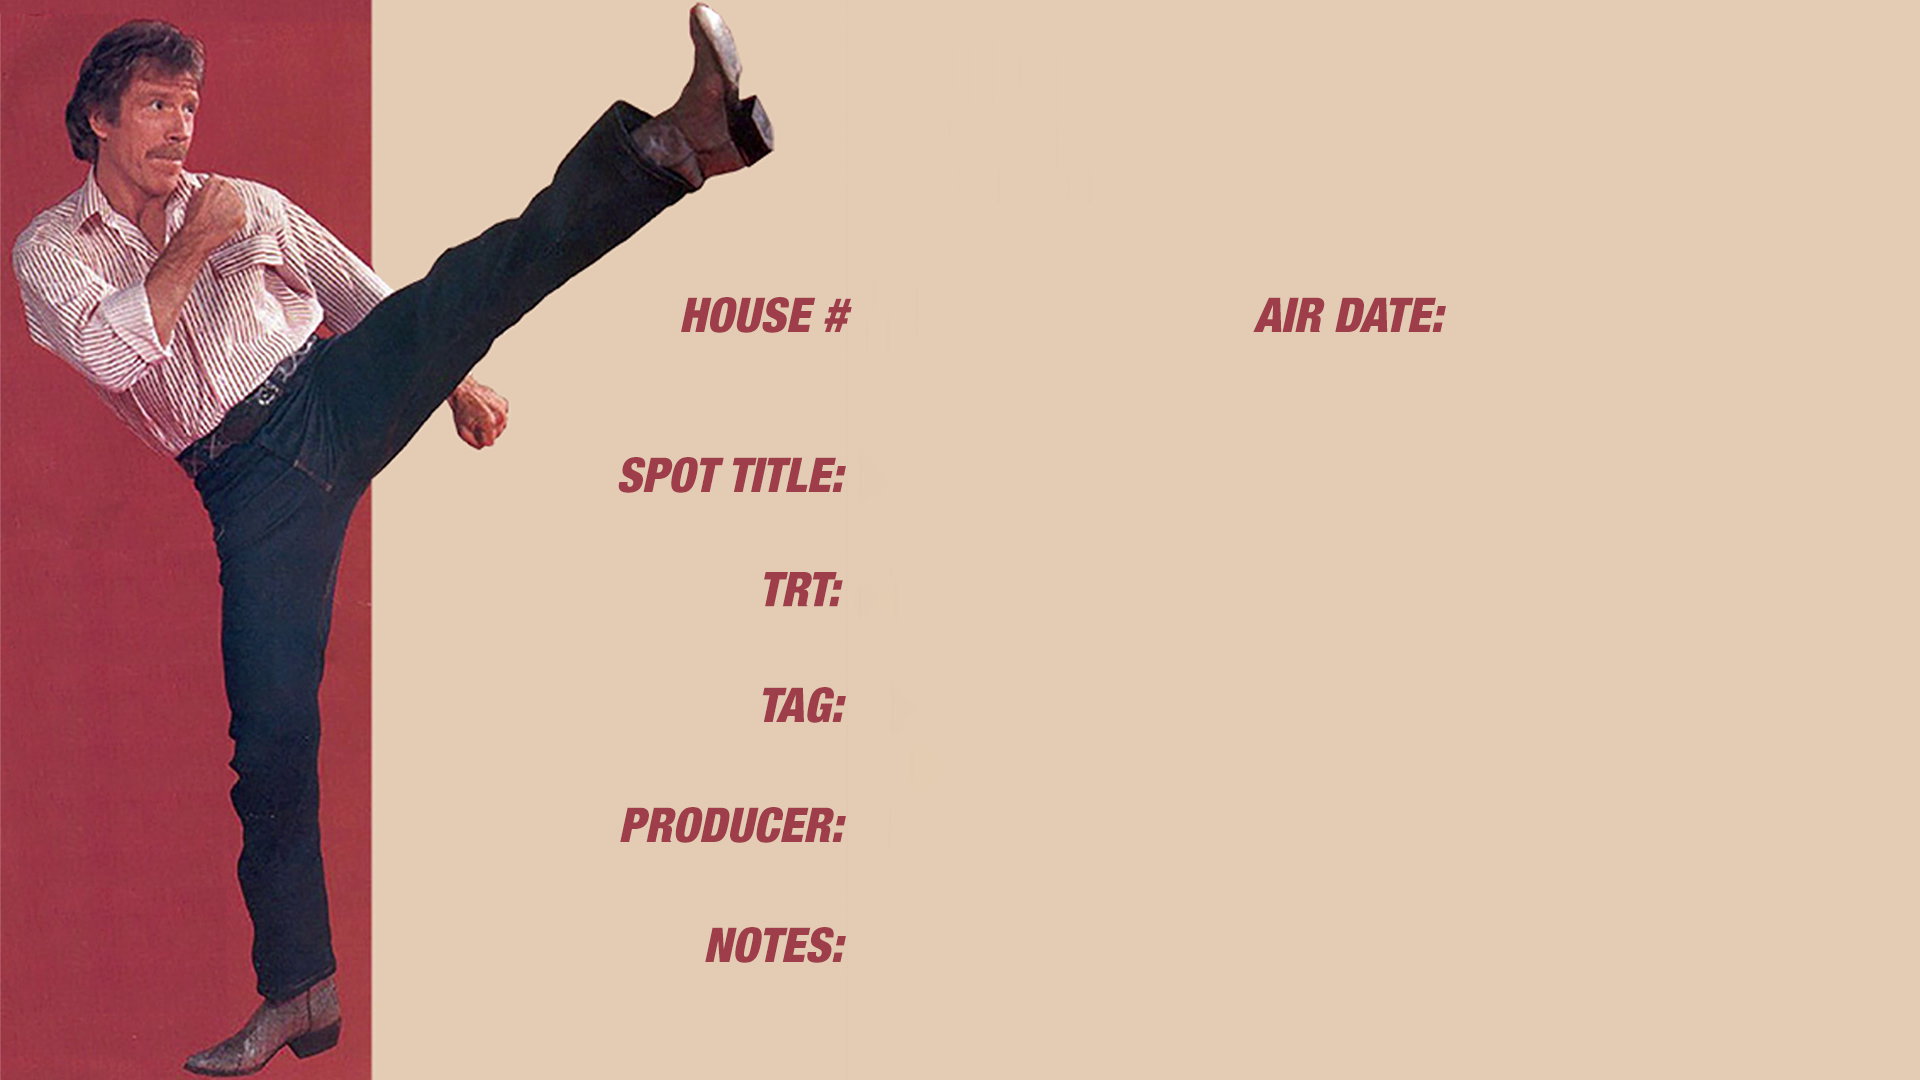 HOUSE # AIR DATE:
SPOT TITLE:
TRT:
TAG:
PRODUCER:
NOTES: